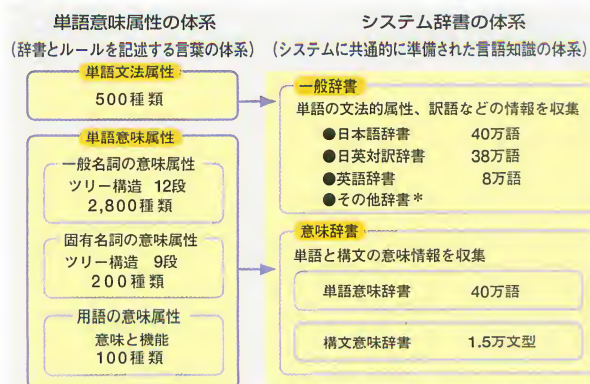 単語意味属性の体系
(辞書とルールを記述する言葉の体系)
単語文法属性
500種類
単語意味属性
一般名詞の意味属性
ツリー構造 12段
2,800種類
固有名詞の意味属性
ツリー構造 9段
200種類
用語の意味属性
意味と機能
100種類
システム辞書の体系
(システムに共通的に準備された言語知識の体系)
一般辞書
単語の文法的属性、訳語などの情報を収集
●日本語辞書 40万語
●日英対訳辞書 38万語
●英語辞書 8万語
●その他辞書*
意味辞書
単語と構文の意味情報を収集
単語意味辞書 40万語
構文意味辞書 1.5万文型